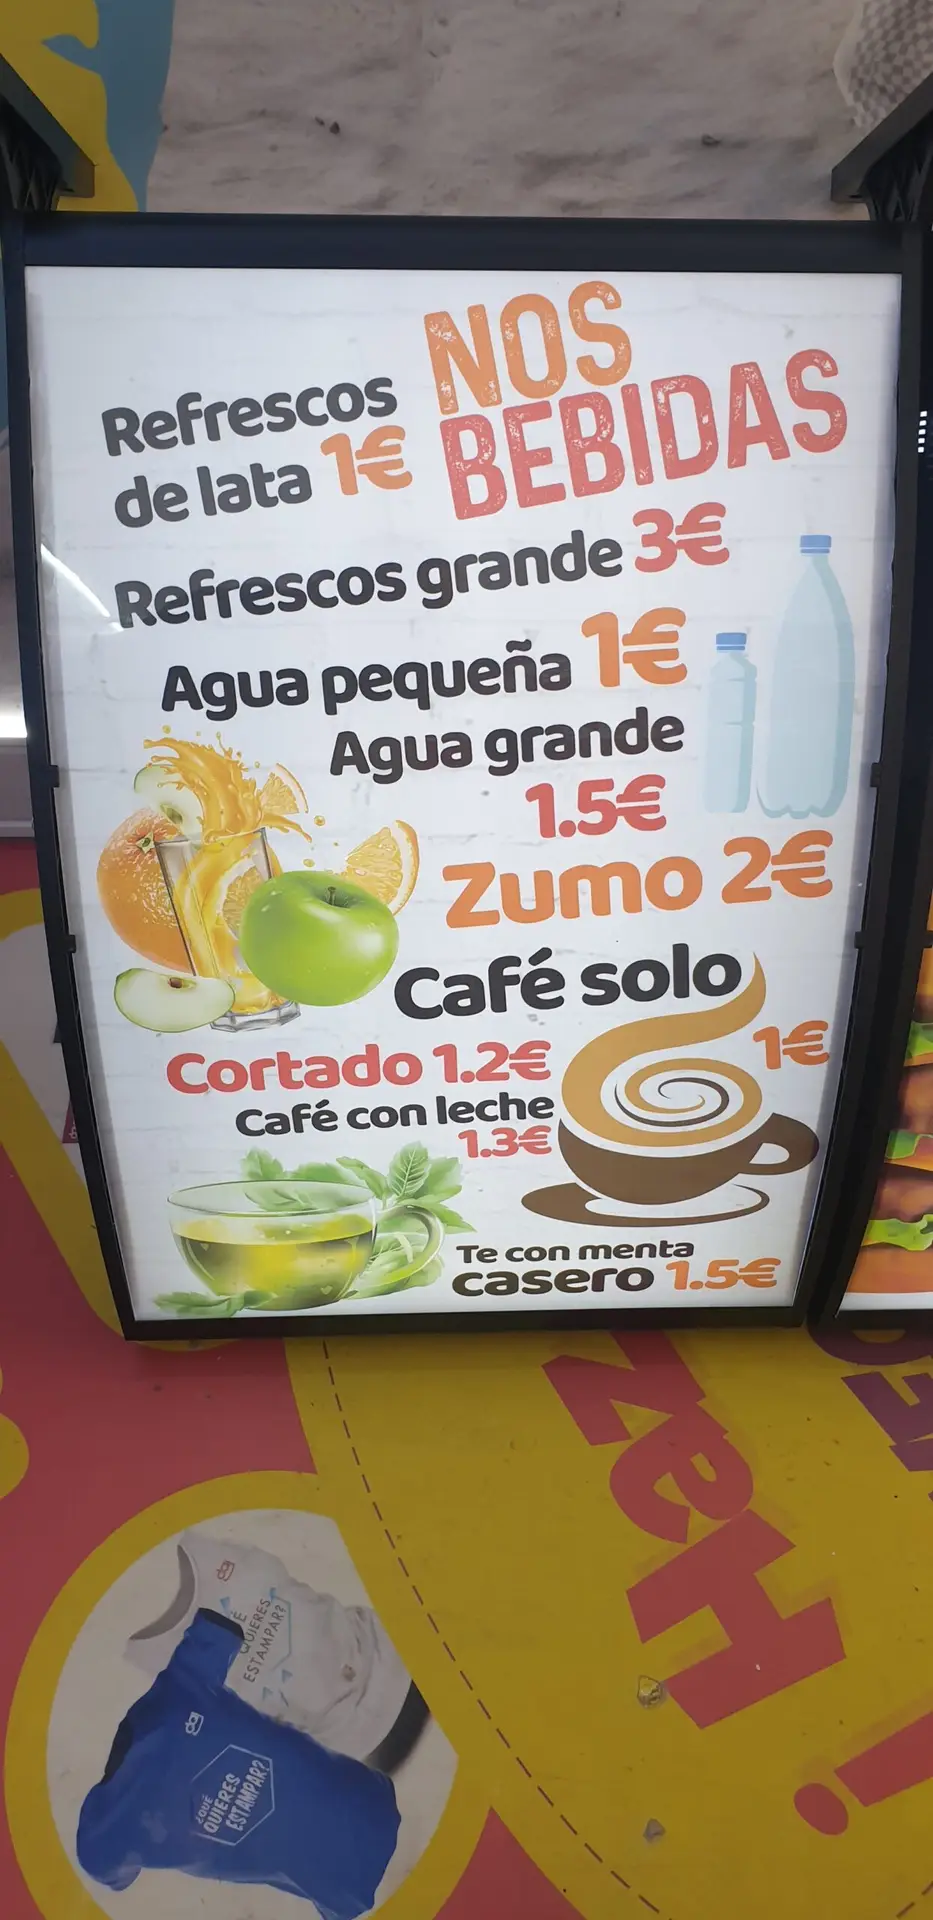 NOS
BEBIDAS
Refrescos
de lata 1€
Refrescos grande 3€
Agua pequeña 1€
Agua grande
1.5€
Zumo 2€
Café solo
1€
Cortado 1.2€
Café con leche
1.3€
Te con menta
casero 1.5€
zeH!
QUIERES
ESTAMPAR?
¿QUÉ
QUIERES
ESTAMPAR?